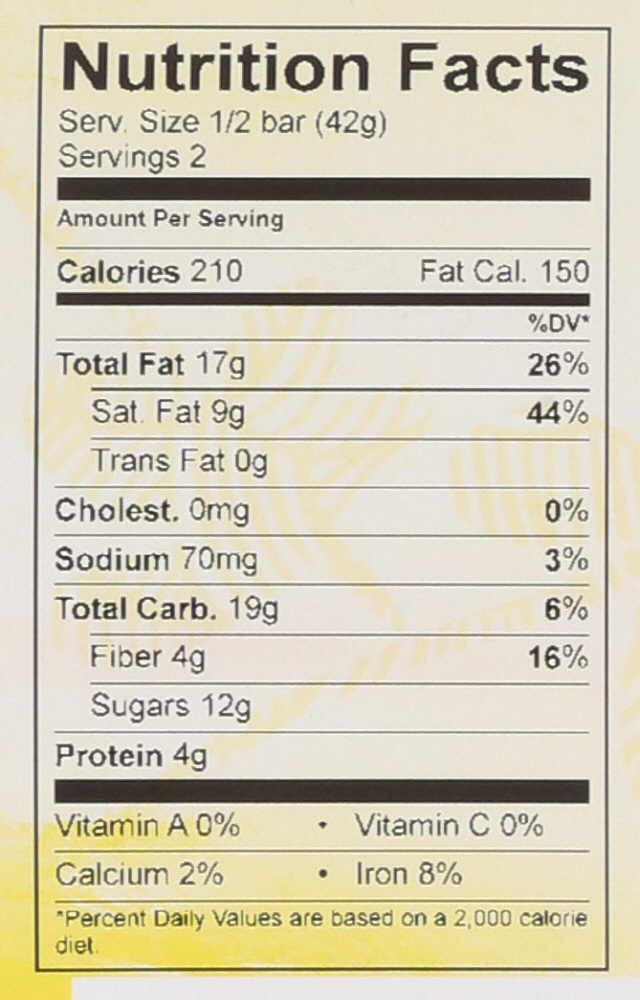 Nutrition Facts
Serv. Size 1/2 bar (42g)
Servings 2
Amount Per Serving
Calories 210 Fat Cal. 150
%DV*
Total Fat 17g 26%
Sat. Fat 9g 44%
Trans Fat 0g
Cholest. 0mg 0%
Sodium 70mg 3%
Total Carb. 19g 6%
Fiber 4g 16%
Sugars 12g
Protein 4g
Vitamin A 0% • Vitamin C 0%
Calcium 2% • Iron 8%
*Percent Daily Values are based on a 2,000 calorie
diet.